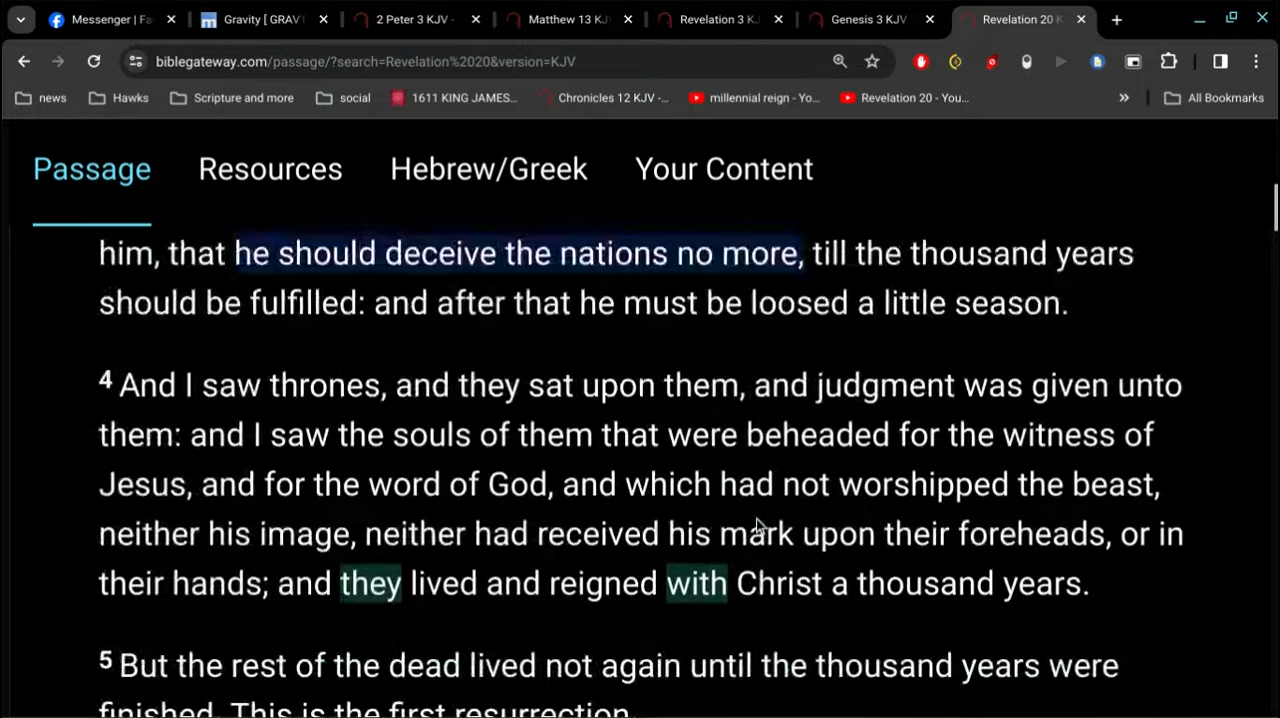 Messenger | Fa
Gravity [ GRAV
2 Peter 3 KJV -
Matthew 13 KJ
Revelation 3 K
Genesis 3 KJV
Revelation 20 K
biblegateway.com/passage/?search=Revelation%2020&version=KJV
news
Hawks
Scripture and more
social
1611 KING JAMES...
Chronicles 12 KJV -...
millennial reign - Yo...
Revelation 20 - You...
All Bookmarks
Passage
Resources
Hebrew/Greek
Your Content
him, that he should deceive the nations no more, till the thousand years
should be fulfilled: and after that he must be loosed a little season.
4 And I saw thrones, and they sat upon them, and judgment was given unto
them: and I saw the souls of them that were beheaded for the witness of
Jesus, and for the word of God, and which had not worshipped the beast,
neither his image, neither had received his mark upon their foreheads, or in
their hands; and they lived and reigned with Christ a thousand years.
5 But the rest of the dead lived not again until the thousand years were
finished. This is the first resurrection.